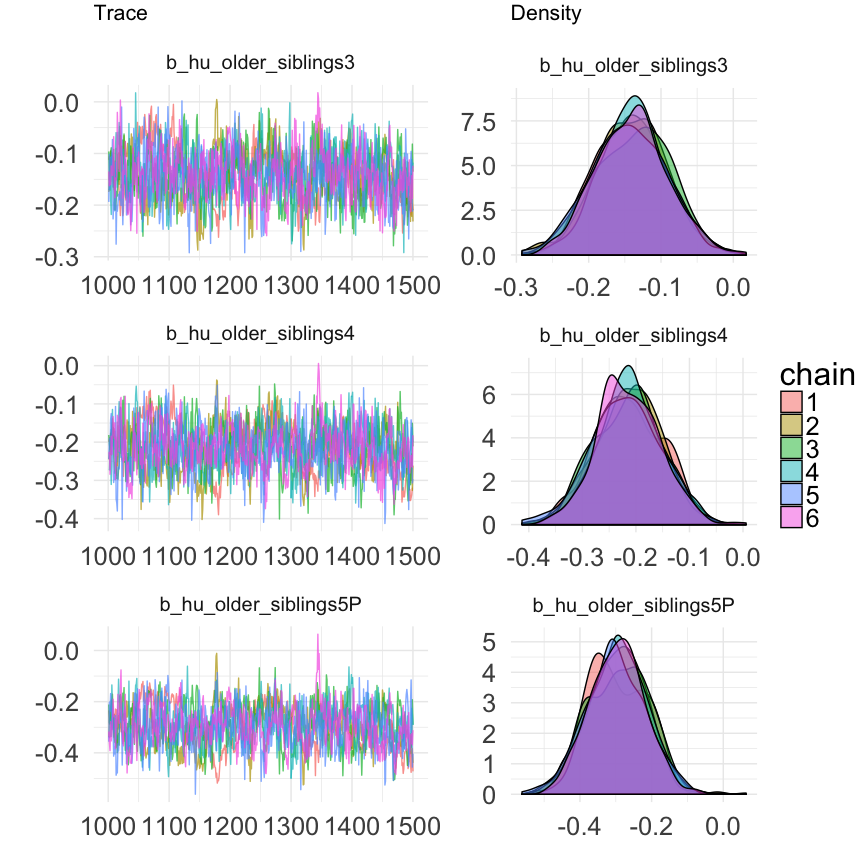 Trace
Density
b_hu_older_siblings3
b_hu_older_siblings3
0.0
-0.1
-0.2
-0.3
1000 1100 1200 1300 1400 1500
7.5
5.0
2.5
0.0
-0.3 -0.2 -0.1 0.0
b_hu_older_siblings4
b_hu_older_siblings4
0.0
-0.1
-0.2
-0.3
-0.4
1000 1100 1200 1300 1400 1500
6
4
2
0
-0.4 -0.3 -0.2 -0.1 0.0
b_hu_older_siblings5P
b_hu_older_siblings5P
0.0
-0.2
-0.4
1000 1100 1200 1300 1400 1500
5
4
3
2
1
0
-0.4 -0.2 0.0
chain
1
2
3
4
5
6